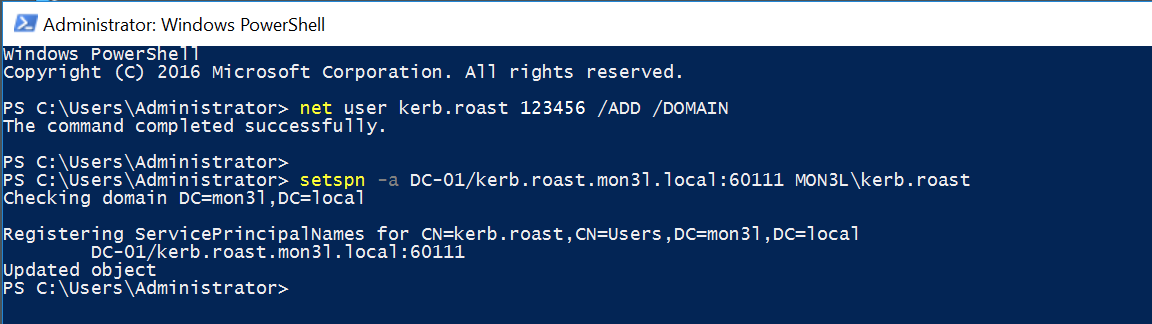 Administrator: Windows PowerShell
Windows PowerShell
Copyright (C) 2016 Microsoft Corporation. All rights reserved.
PS C:\Users\Administrator> net user kerb.roast 123456 /ADD /DOMAIN
The command completed successfully.
PS C:\Users\Administrator>
PS C:\Users\Administrator> setspn -a DC-01/kerb.roast.mon3l.local:60111 MON3L\kerb.roast
Checking domain DC=mon3l,DC=local
Registering ServicePrincipalNames for CN=kerb.roast,CN=Users,DC=mon3l,DC=local
        DC-01/kerb.roast.mon3l.local:60111
Updated object
PS C:\Users\Administrator>